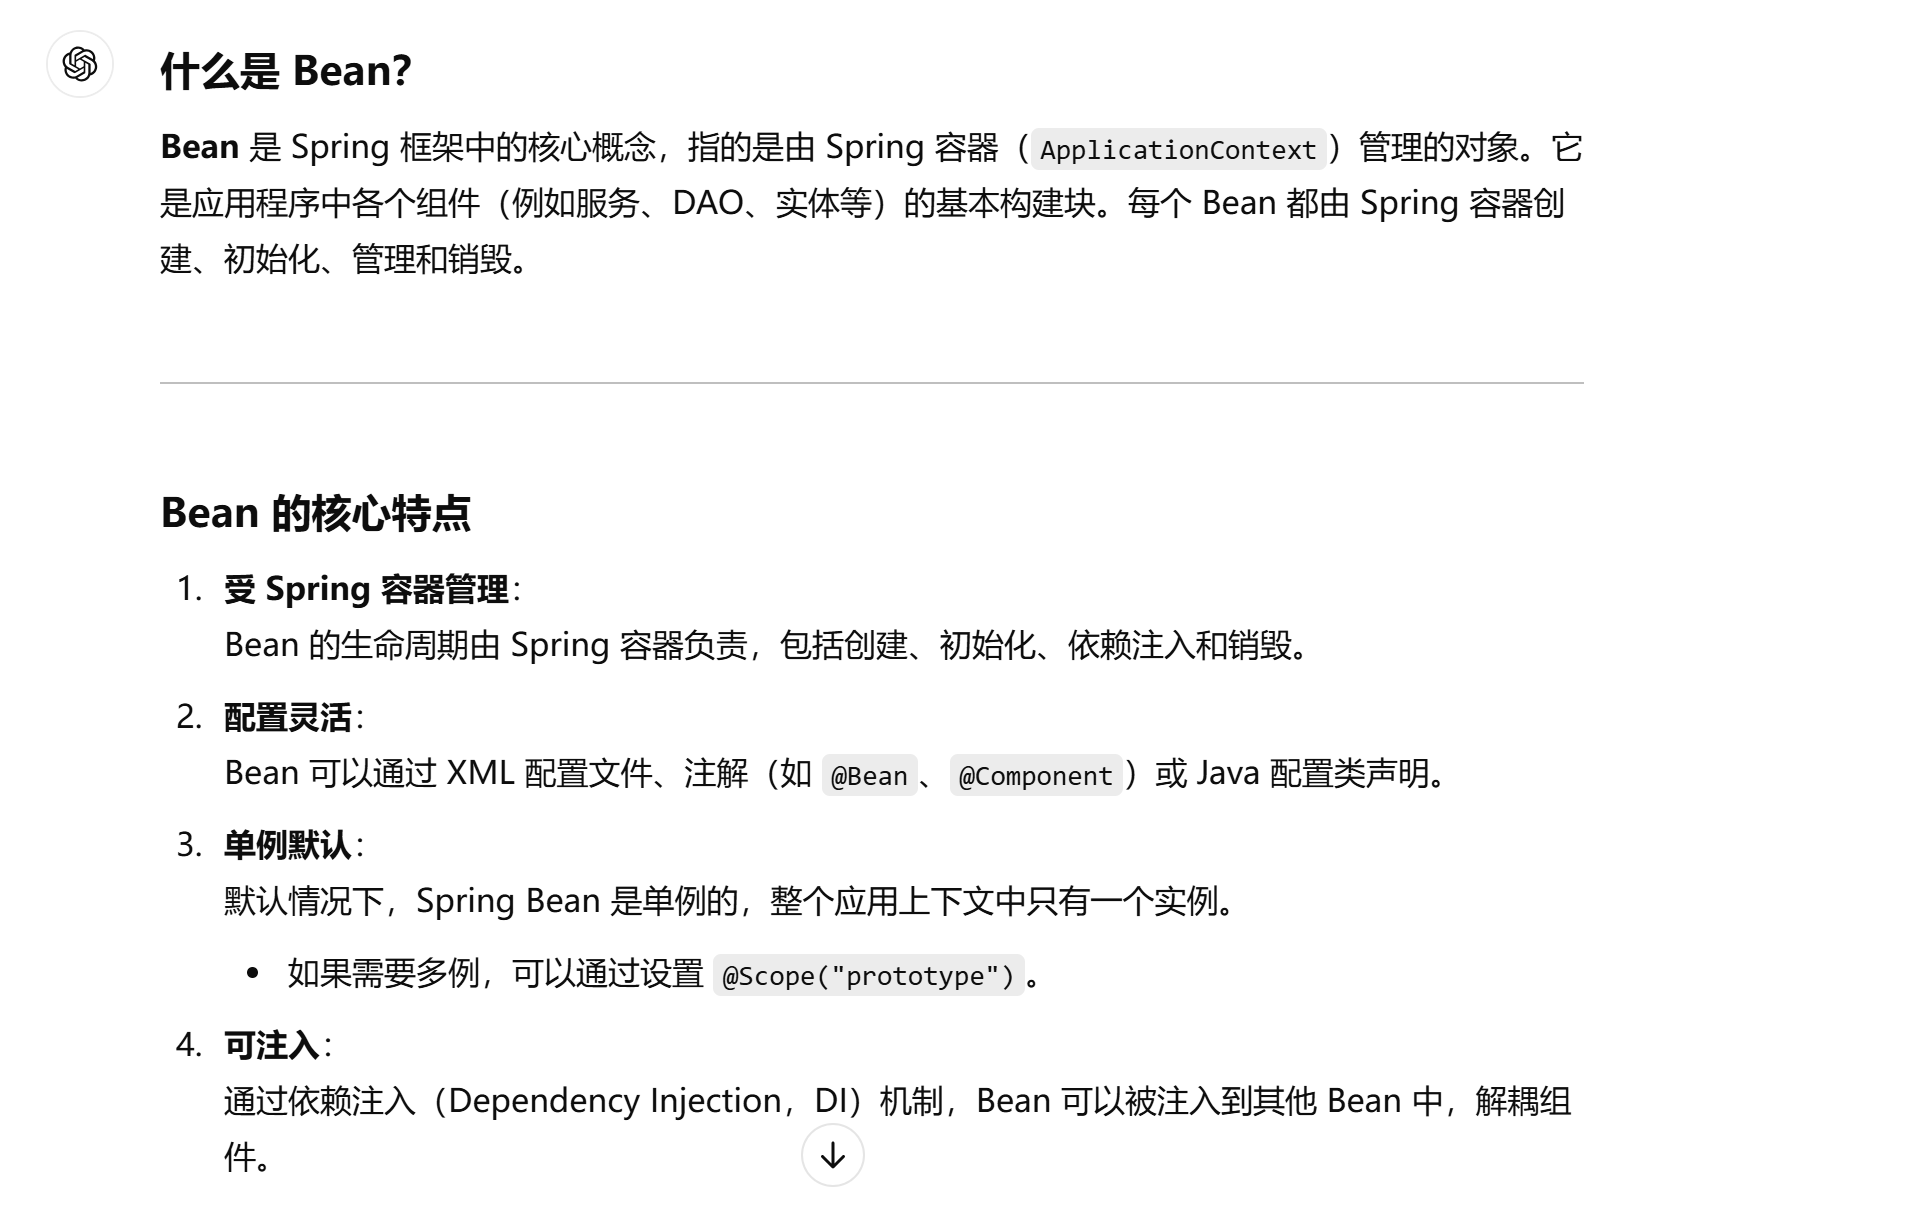 什么是 Bean？
Bean 是 Spring 框架中的核心概念，指的是由 Spring 容器（ApplicationContext）管理的对象。它
是应用程序中各个组件（例如服务、DAO、实体等）的基本构建块。每个 Bean 都由 Spring 容器创
建、初始化、管理和销毁。
Bean 的核心特点
1. 受 Spring 容器管理：
Bean 的生命周期由 Spring 容器负责，包括创建、初始化、依赖注入和销毁。
2. 配置灵活：
Bean 可以通过 XML 配置文件、注解（如 @Bean、@Component）或 Java 配置类声明。
3. 单例默认：
默认情况下，Spring Bean 是单例的，整个应用上下文中只有一个实例。
• 如果需要多例，可以通过设置 @Scope("prototype")。
4. 可注入：
通过依赖注入（Dependency Injection，DI）机制，Bean 可以被注入到其他 Bean 中，解耦组
件。